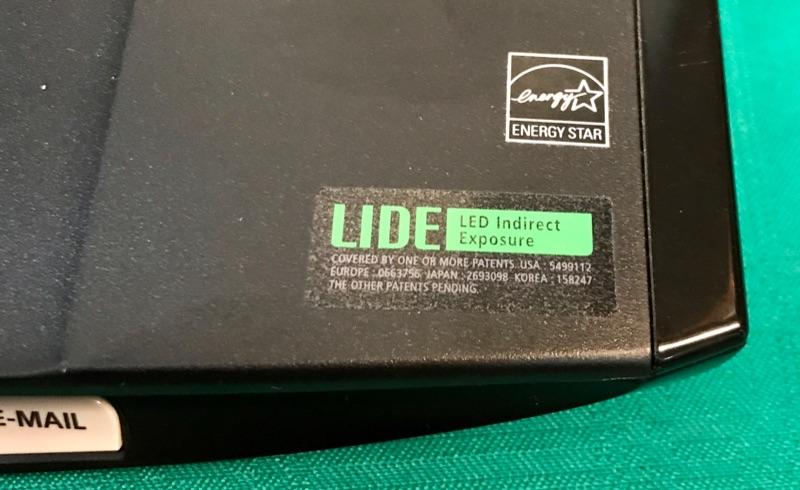 energy
ENERGY STAR
LIDE LED Indirect
Exposure
COVERED BY ONE OR MORE PATENTS. USA : 5499112
EUROPE : 0663756 JAPAN : 2693098 KOREA : 158247
THE OTHER PATENTS PENDING.
E-MAIL